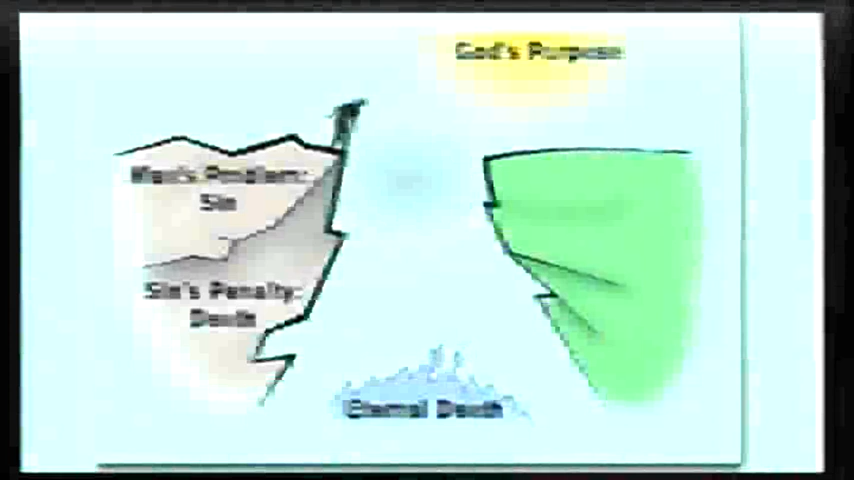 God's Purpose
Man's Problem:
Sin
Sin's Penalty:
Death
Eternal Death